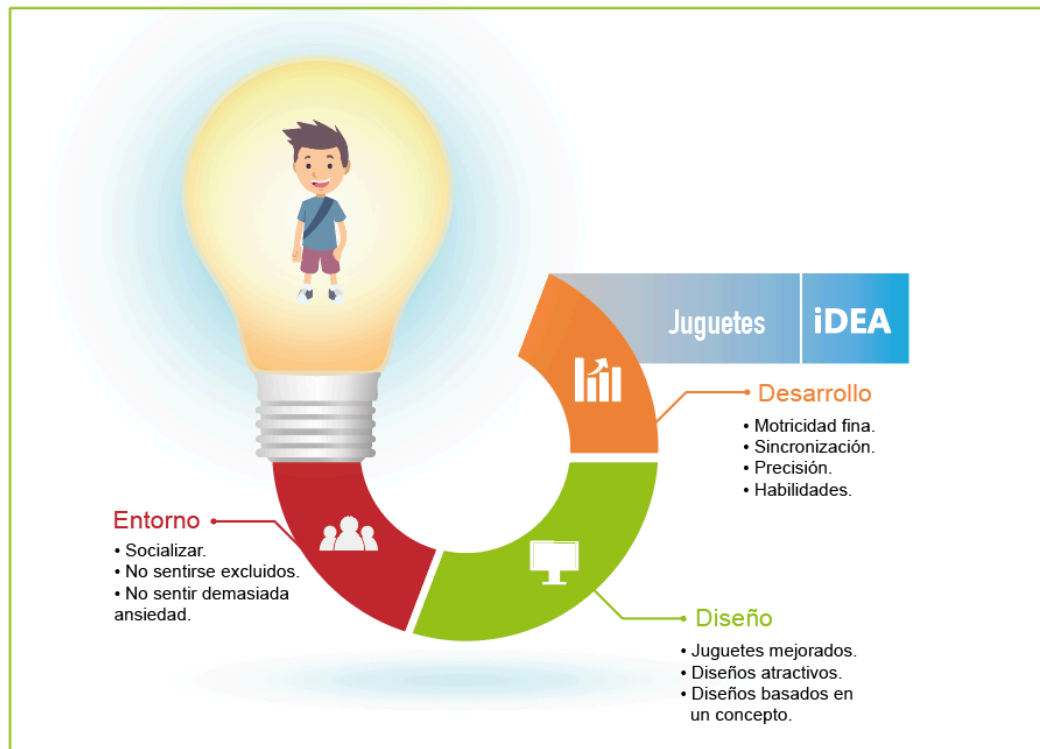 Juguetes iDEA
Desarrollo
• Motricidad fina.
• Sincronización.
• Precisión.
• Habilidades.
Entorno
• Socializar.
• No sentirse excluidos.
• No sentir demasiada
ansiedad.
Diseño
• Juguetes mejorados.
• Diseños atractivos.
• Diseños basados en
un concepto.